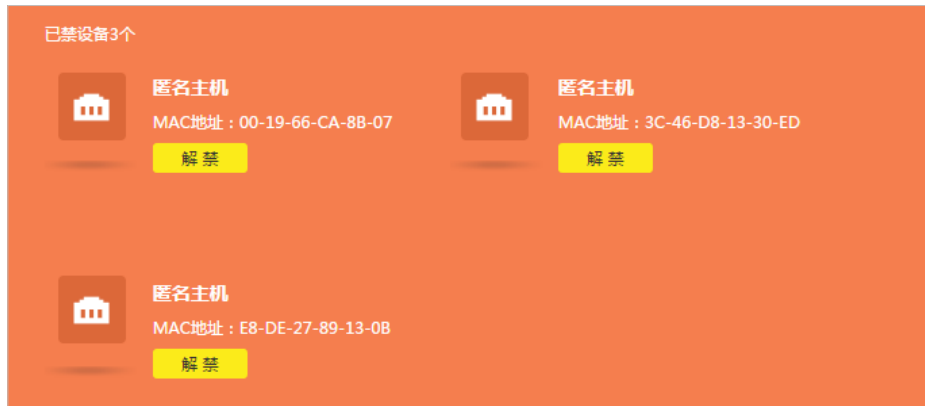 已禁设备3个
匿名主机
MAC地址：00-19-66-CA-8B-07
解 禁
匿名主机
MAC地址：3C-46-D8-13-30-ED
解 禁
匿名主机
MAC地址：E8-DE-27-89-13-0B
解 禁